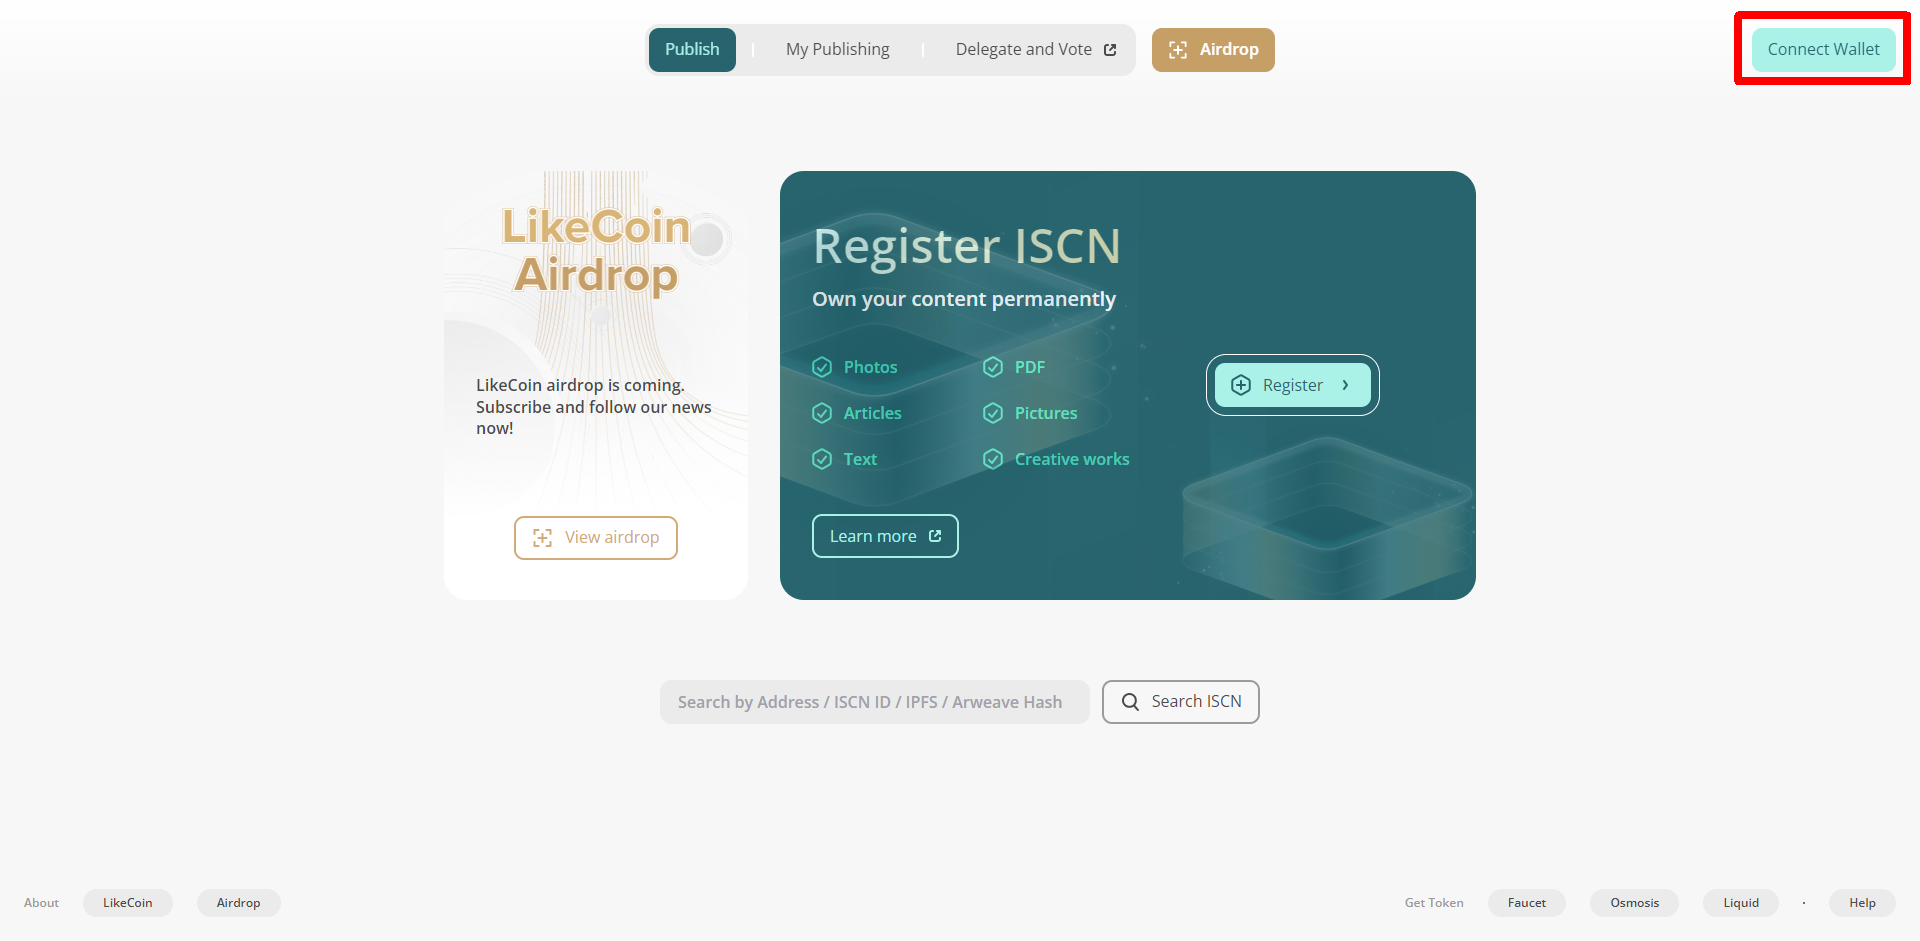 Publish
My Publishing
Delegate and Vote
Airdrop
Connect Wallet
LikeCoin
Airdrop
LikeCoin airdrop is coming.
Subscribe and follow our news
now!
View airdrop
Register ISCN
Own your content permanently
Photos
PDF
Articles
Pictures
Text
Creative works
Learn more
Register
Search by Address / ISCN ID / IPFS / Arweave Hash
Search ISCN
About
LikeCoin
Airdrop
Get Token
Faucet
Osmosis
Liquid
·
Help